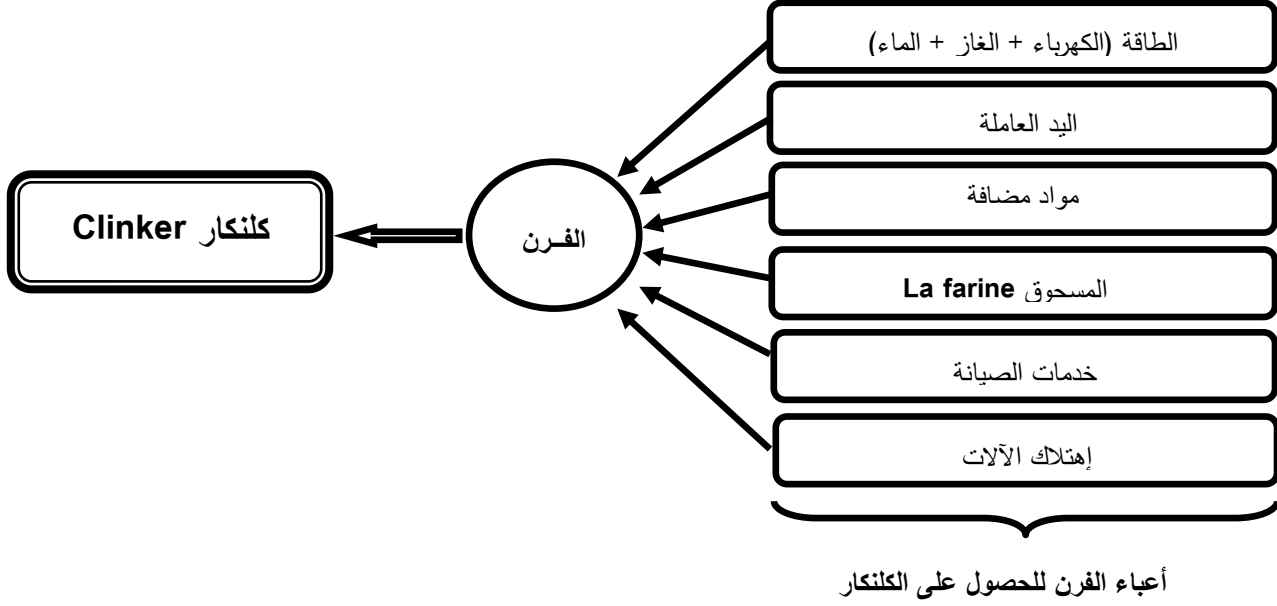 الطاقة (الكهرباء + الغاز + الماء)
اليد العاملة
مواد مضافة
المسحوق La farine
خدمات الصيانة
إهتلاك الآلات
الفـرن
كلنكار Clinker
أعباء الفرن للحصول على الكلنكار